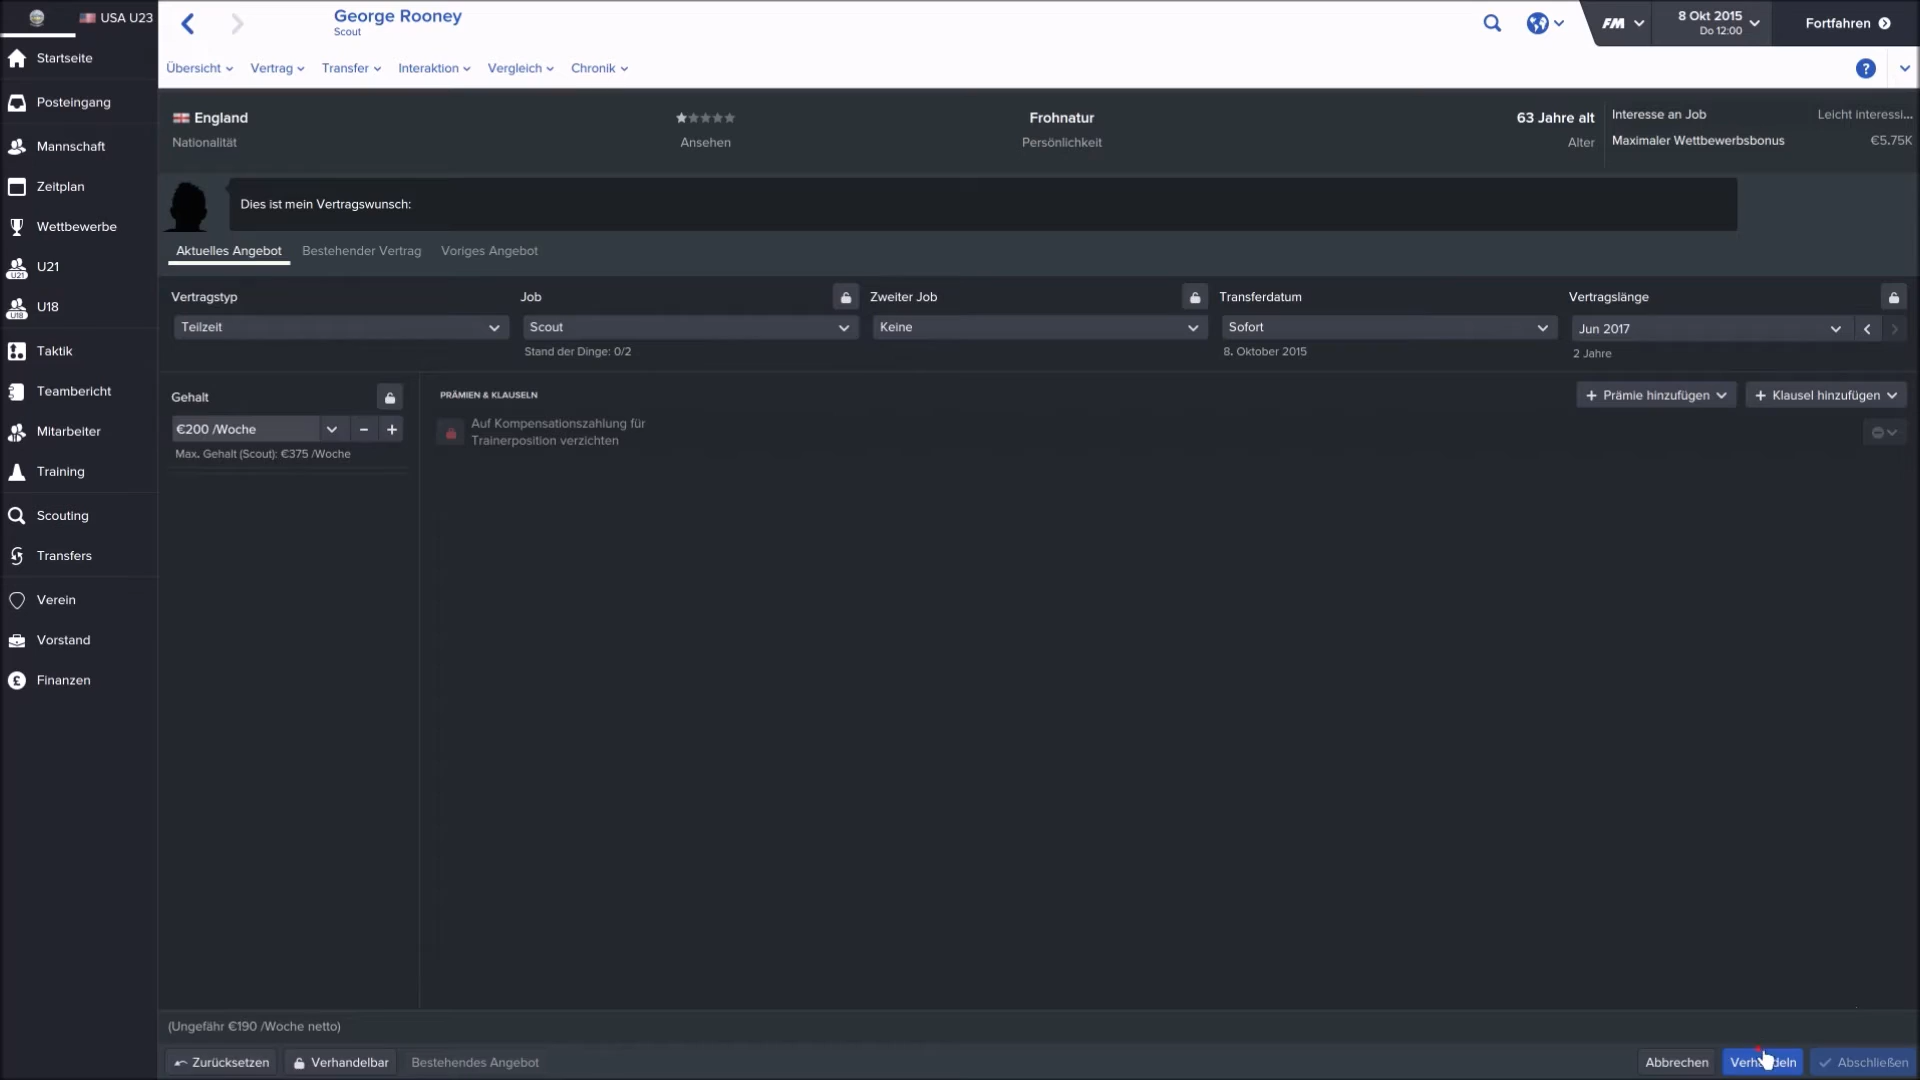 USA U23
George Rooney
Scout
FM
8 Okt 2015
Do 12:00
Fortfahren
Startseite
Posteingang
Mannschaft
Zeitplan
Wettbewerbe
U21
U18
Taktik
Teambericht
Mitarbeiter
Training
Scouting
Transfers
Verein
Vorstand
Finanzen
Übersicht
Vertrag
Transfer
Interaktion
Vergleich
Chronik
?
England
Nationalität
Ansehen
Frohnatur
Persönlichkeit
63 Jahre alt
Alter
Interesse an Job
Leicht interessi...
Maximaler Wettbewerbsbonus
€5.75K
Dies ist mein Vertragswunsch:
Aktuelles Angebot
Bestehender Vertrag
Voriges Angebot
Vertragstyp
Teilzeit
Job
Scout
Stand der Dinge: 0/2
Zweiter Job
Keine
Transferdatum
Sofort
8. Oktober 2015
Vertragslänge
Jun 2017
2 Jahre
Gehalt
€200 /Woche
Max. Gehalt (Scout): €375 /Woche
PRÄMIEN & KLAUSELN
Prämie hinzufügen
Klausel hinzufügen
Auf Kompensationszahlung für
Trainerposition verzichten
(Ungefähr €190 /Woche netto)
Zurücksetzen
Verhandelbar
Bestehendes Angebot
Abbrechen
Verhandeln
Abschließen